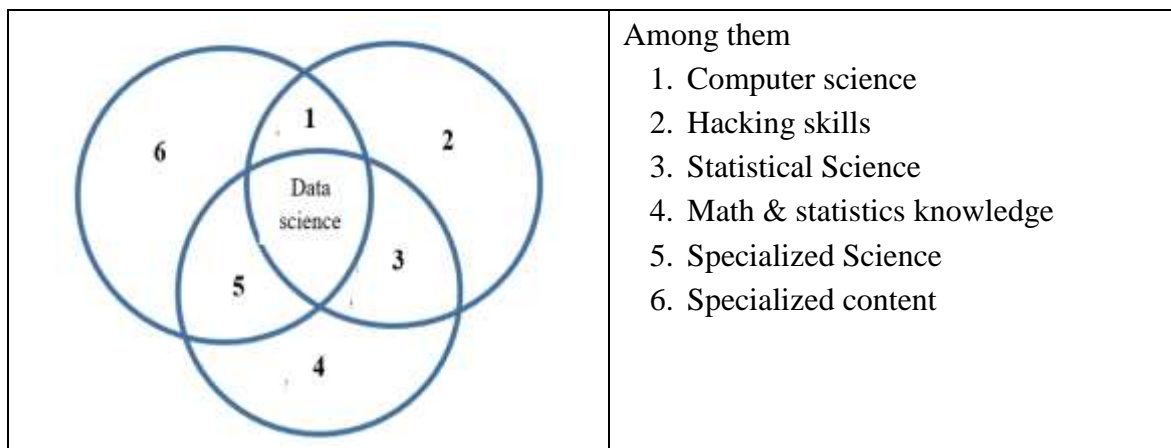 1
2
6
Data
science
3
5
4
Among them
1. Computer science
2. Hacking skills
3. Statistical Science
4. Math & statistics knowledge
5. Specialized Science
6. Specialized content